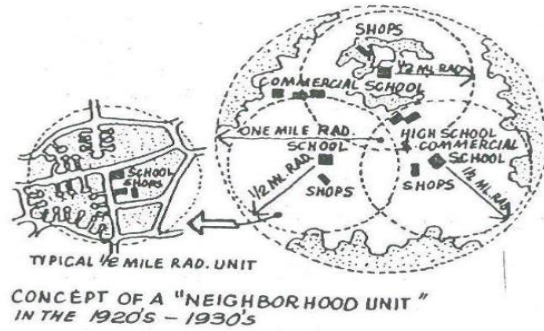 SHOPS
1/2 MI. RAD.
COMMERCIAL SCHOOL
ONE MILE RAD.
HIGH SCHOOL
SCHOOL
COMMERCIAL
SCHOOL
1/2 MI. RAD.
SHOPS
SHOPS
1/2 MI. RAD.
SCHOOL
SHOPS
TYPICAL 1/2 MILE RAD. UNIT
CONCEPT OF A "NEIGHBORHOOD UNIT"
IN THE 1920'S - 1930'S